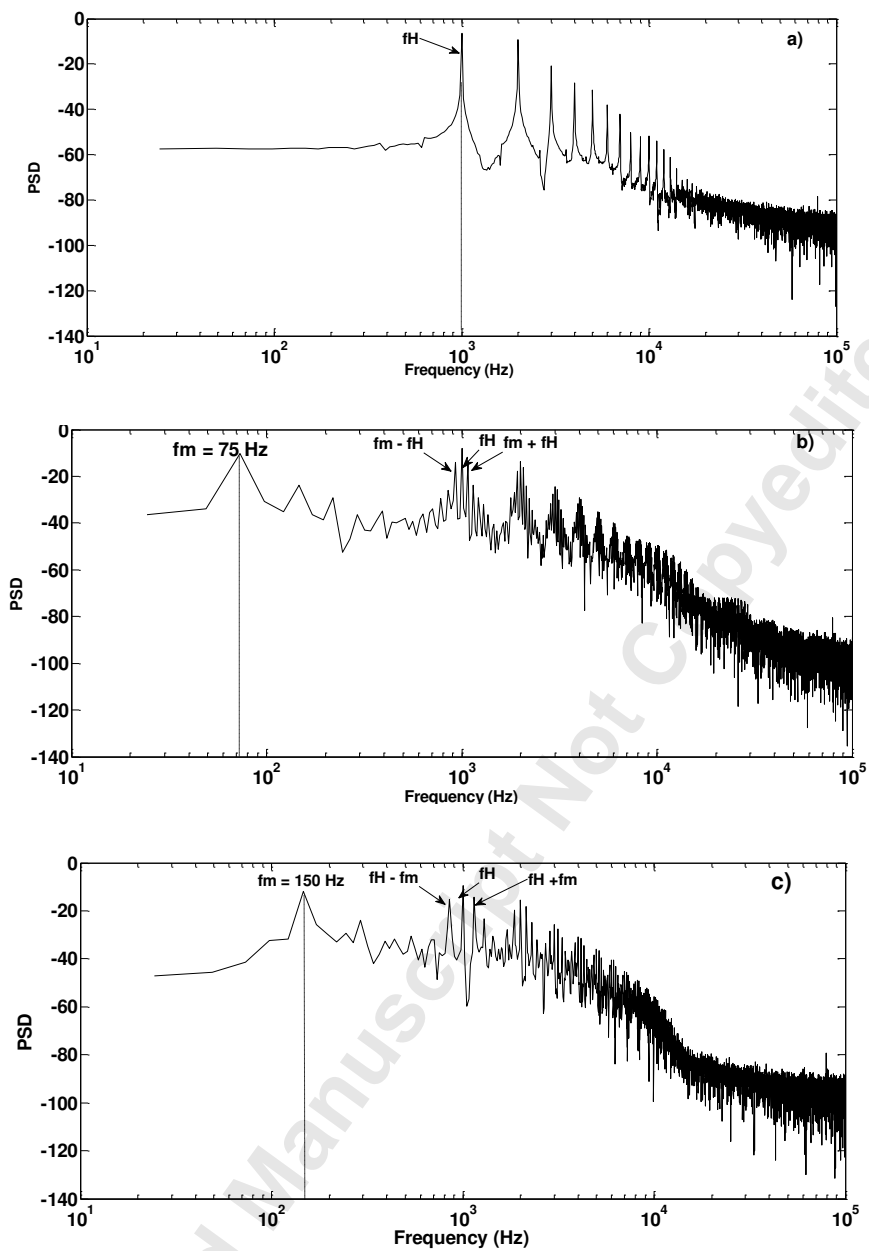 a)
fH
0
-20
-40
-60
-80
-100
-120
-140
PSD
10^1
10^2
10^3
10^4
10^5
Frequency (Hz)
b)
fm = 75 Hz
fm - fH
fH
fm + fH
0
-20
-40
-60
-80
-100
-120
-140
PSD
10^1
10^2
10^3
10^4
10^5
Frequency (Hz)
c)
fm = 150 Hz
fH - fm
fH
fH +fm
0
-20
-40
-60
-80
-100
-120
-140
PSD
10^1
10^2
10^3
10^4
10^5
Frequency (Hz)
d Manuscript Not Copyedite